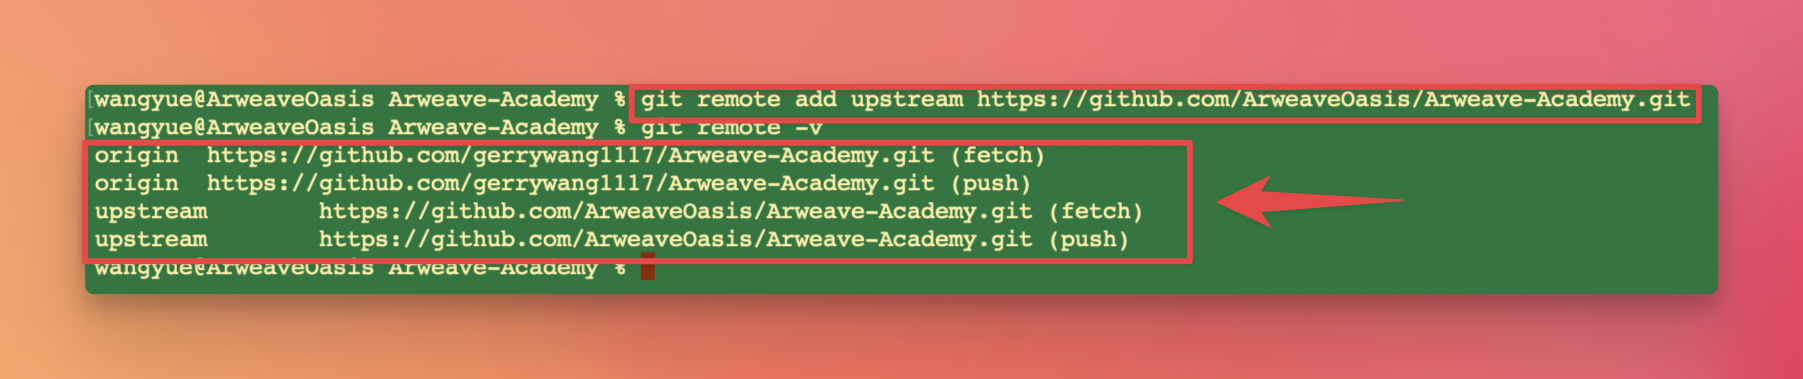 [wangyue@ArweaveOasis Arweave-Academy % git remote add upstream https://github.com/ArweaveOasis/Arweave-Academy.git
[wangyue@ArweaveOasis Arweave-Academy % git remote -v
origin  https://github.com/gerrywang1117/Arweave-Academy.git (fetch)
origin  https://github.com/gerrywang1117/Arweave-Academy.git (push)
upstream        https://github.com/ArweaveOasis/Arweave-Academy.git (fetch)
upstream        https://github.com/ArweaveOasis/Arweave-Academy.git (push)
wangyue@ArweaveOasis Arweave-Academy %